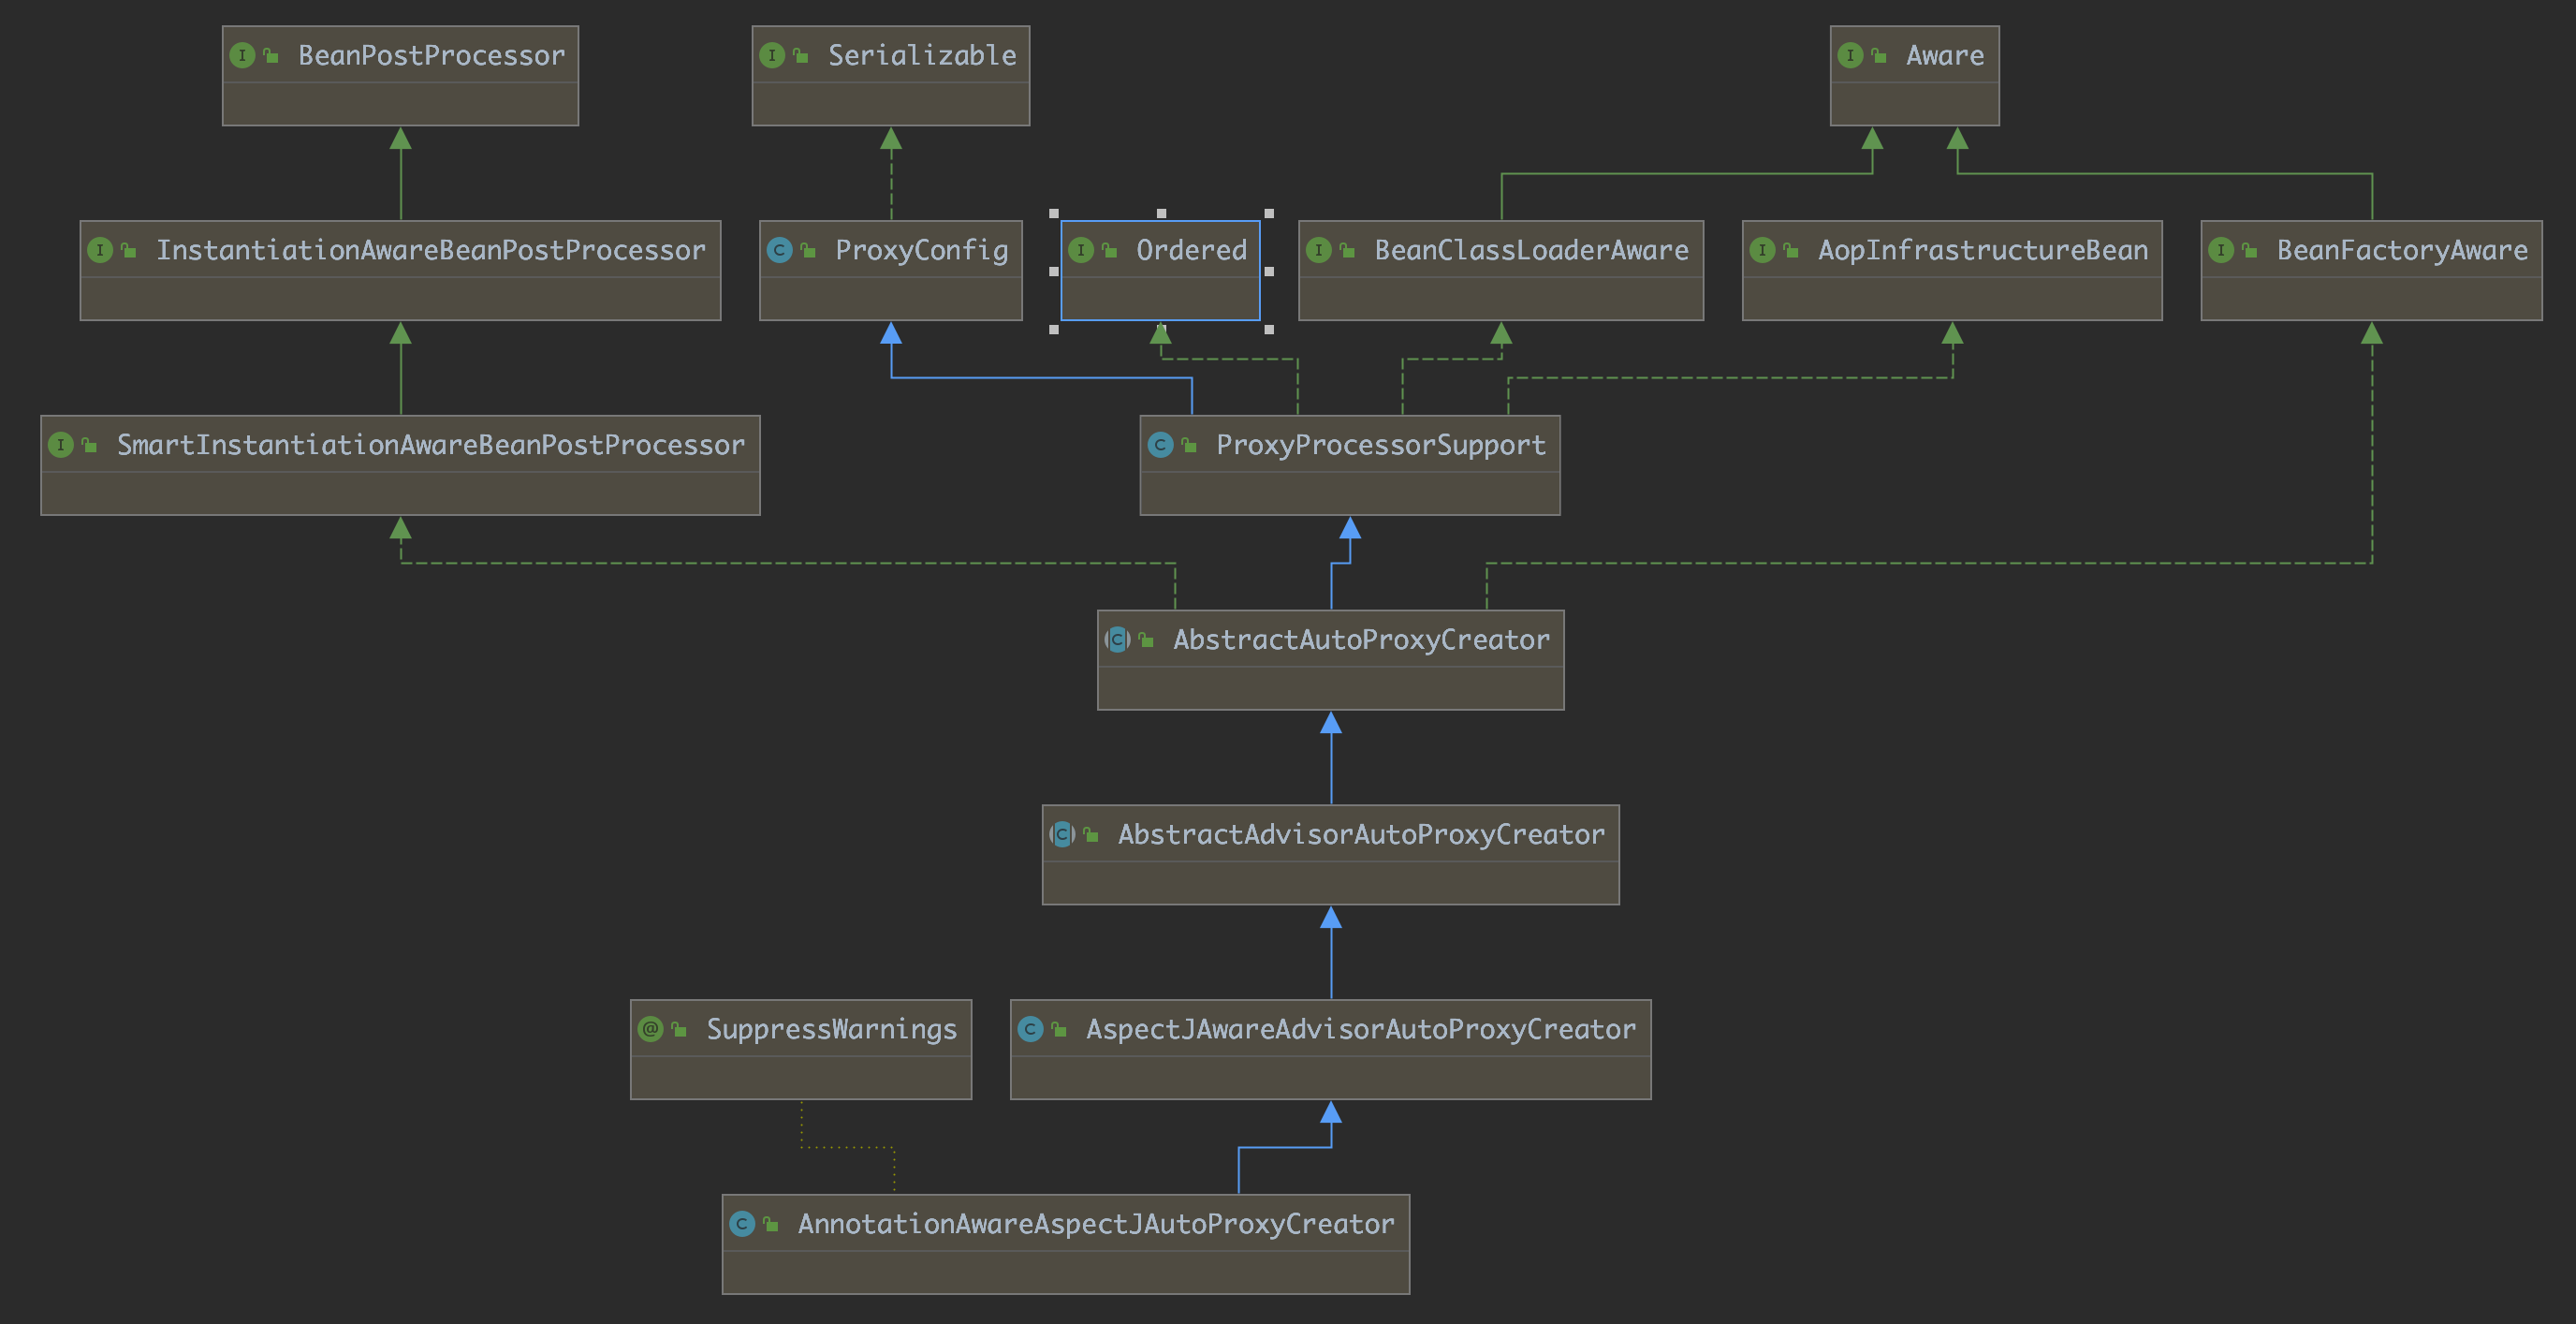 BeanPostProcessor
Serializable
Aware
InstantiationAwareBeanPostProcessor
ProxyConfig
Ordered
BeanClassLoaderAware
AopInfrastructureBean
BeanFactoryAware
SmartInstantiationAwareBeanPostProcessor
ProxyProcessorSupport
AbstractAutoProxyCreator
AbstractAdvisorAutoProxyCreator
SuppressWarnings
AspectJAwareAdvisorAutoProxyCreator
AnnotationAwareAspectJAutoProxyCreator